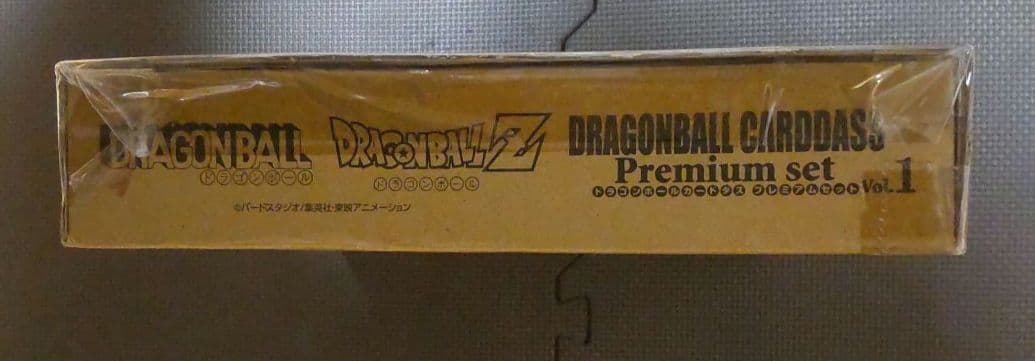 DRAGONBALL
ドラゴンボール
DRAGONBALL Z
ドラゴンボール
©バードスタジオ/集英社・東映アニメーション
DRAGONBALL CARDDASS
Premium set
ドラゴンボールカードダス プレミアムセット Vol.1